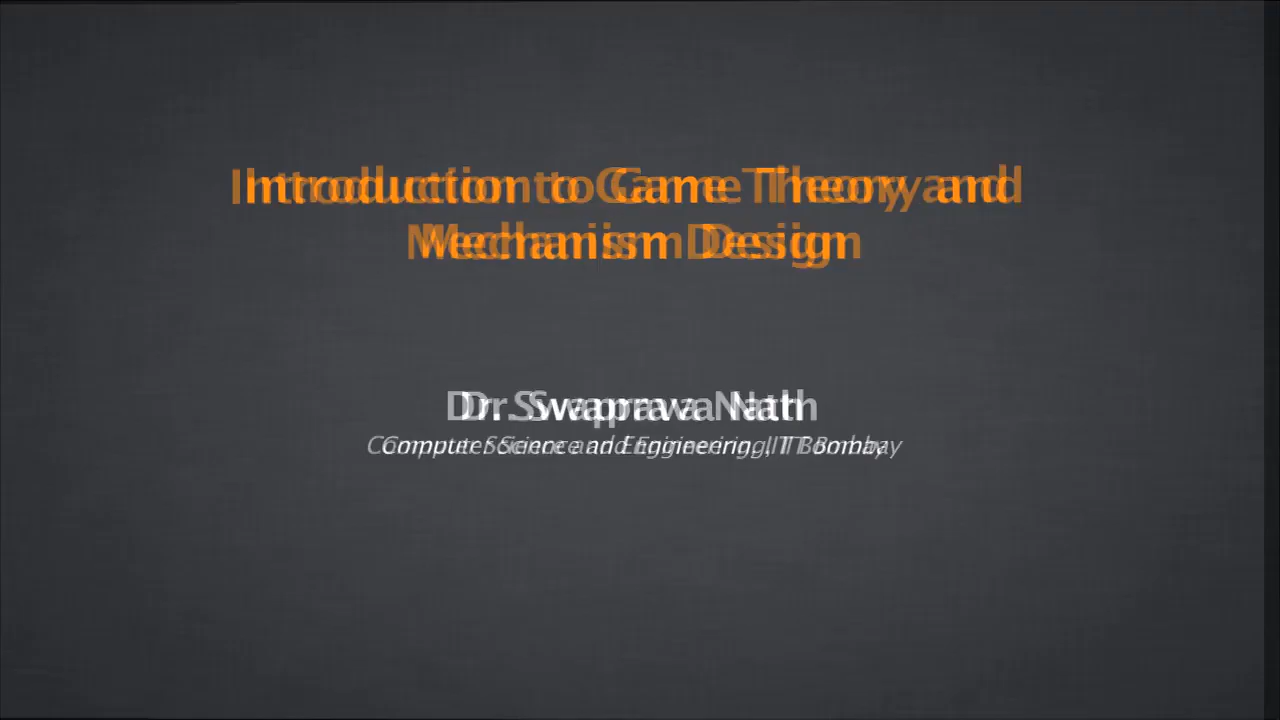 Introduction to Game Theory and
Mechanism Design
Dr. Swaprava Nath
Computer Science and Engineering, IIT Bombay